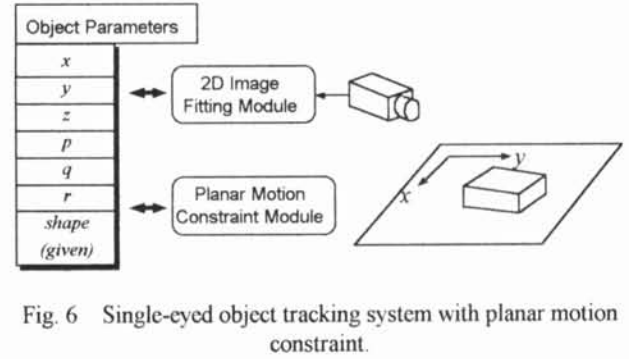 Object Parameters
x
y
z
p
q
r
shape
(given)
2D Image
Fitting Module
Planar Motion
Constraint Module
y
x
Fig. 6 Single-eyed object tracking system with planar motion
constraint.